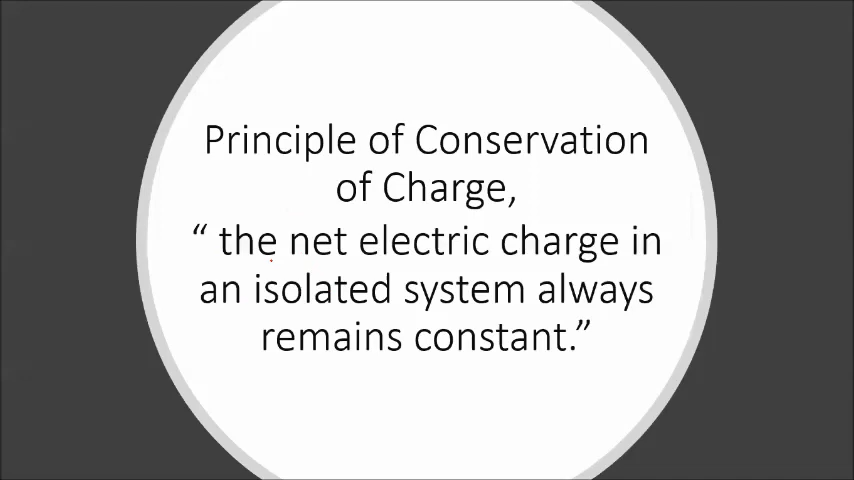 Principle of Conservation
of Charge,
“ the net electric charge in
an isolated system always
remains constant.”